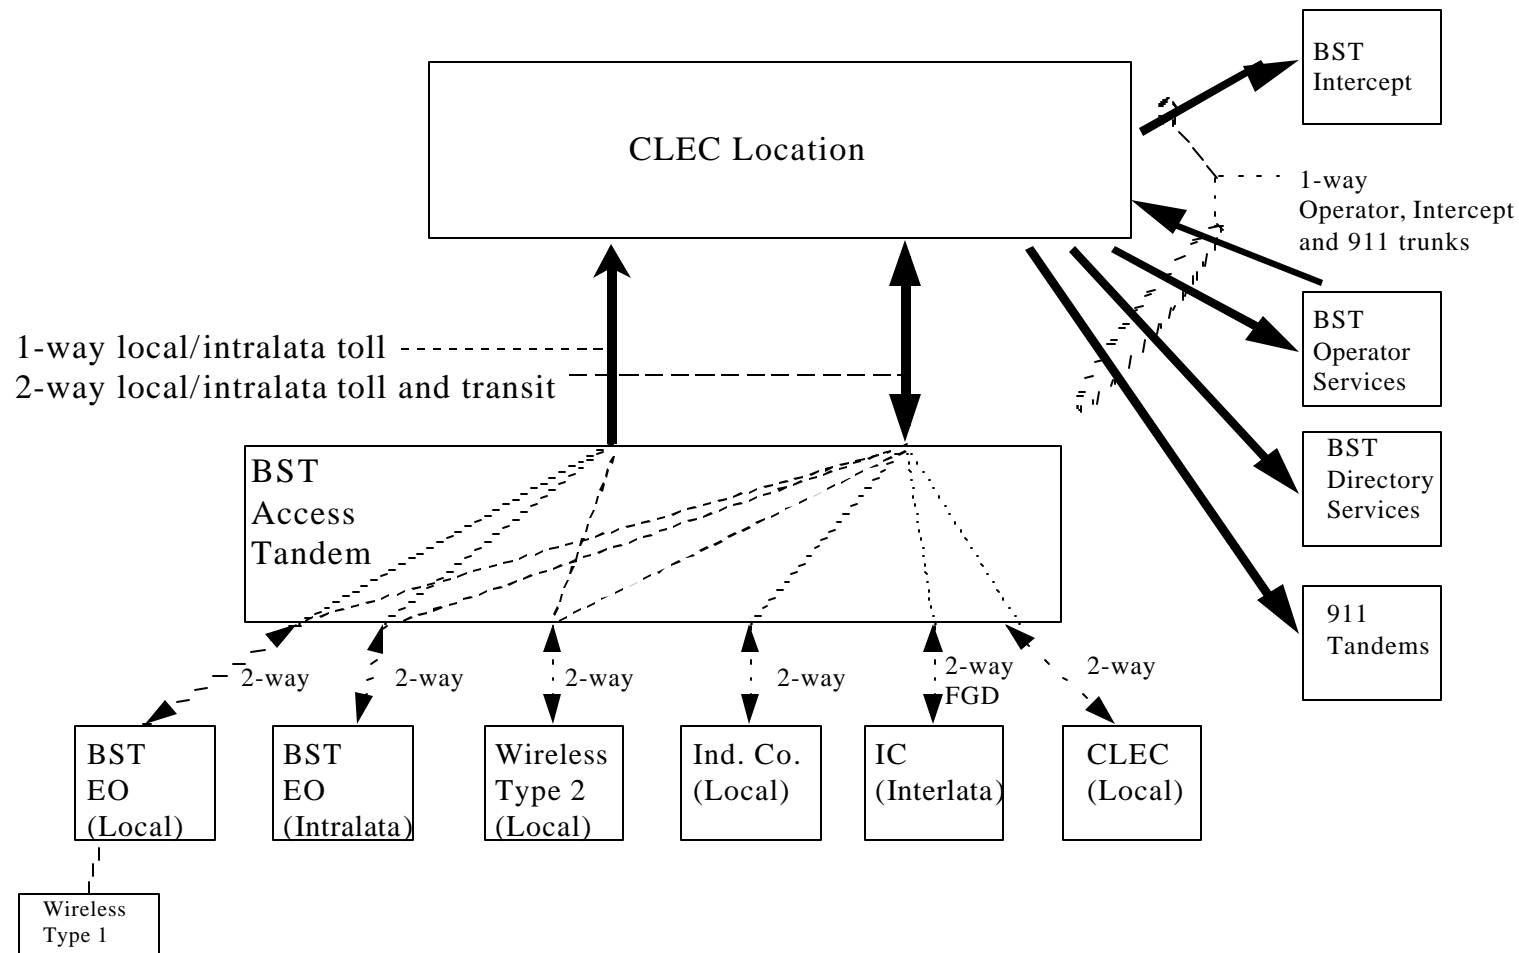 BST
Intercept
CLEC Location
1-way
Operator, Intercept
and 911 trunks
BST
Operator
Services
1-way local/intralata toll
2-way local/intralata toll and transit
BST
Directory
Services
BST
Access
Tandem
911
Tandems
2-way
2-way
2-way
2-way
2-way
FGD
2-way
BST
EO
(Local)
BST
EO
(Intralata)
Wireless
Type 2
(Local)
Ind. Co.
(Local)
IC
(Interlata)
CLEC
(Local)
Wireless
Type 1